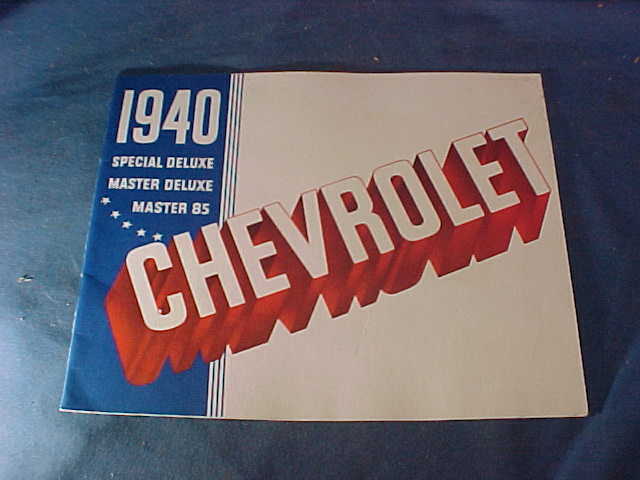 1940
SPECIAL DELUXE
MASTER DELUXE
MASTER 85
CHEVROLET